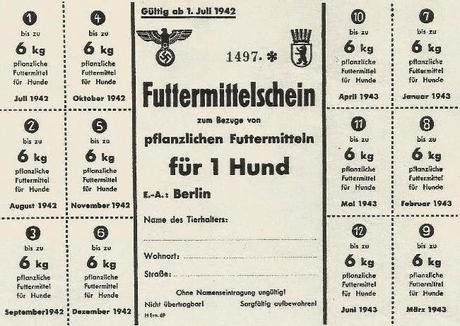 1
bis zu
6 kg
pflanzliche
Futtermittel
für Hunde
Juli 1942
4
bis zu
6 kg
pflanzliche
Futtermittel
für Hunde
Oktober 1942
2
bis zu
6 kg
pflanzliche
Futtermittel
für Hunde
August 1942
5
bis zu
6 kg
pflanzliche
Futtermittel
für Hunde
November 1942
3
bis zu
6 kg
pflanzliche
Futtermittel
für Hunde
September1942
6
bis zu
6 kg
pflanzliche
Futtermittel
für Hunde
Dezember 1942
Gültig ab 1. Juli 1942
1497. *
Futtermittelschein
zum Bezuge von
pflanzlichen Futtermitteln
für 1 Hund
E.-A.: Berlin
Name des Tierhalters:
Wohnort:
Straße:
Ohne Namenseintragung ungültig!
Nicht übertragbar! Sorgfältig aufbewahren!
10
bis zu
6 kg
pflanzliche
Futtermittel
für Hunde
April 1943
7
bis zu
6 kg
pflanzliche
Futtermittel
für Hunde
Januar 1943
11
bis zu
6 kg
pflanzliche
Futtermittel
für Hunde
Mai 1943
8
bis zu
6 kg
pflanzliche
Futtermittel
für Hunde
Februar 1943
12
bis zu
6 kg
pflanzliche
Futtermittel
für Hunde
Juni 1943
9
bis zu
6 kg
pflanzliche
Futtermittel
für Hunde
März 1943